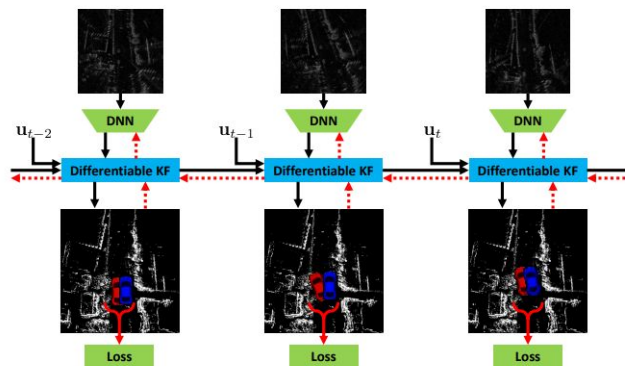 DNN
DNN
DNN
u_{t-2}
u_{t-1}
u_t
Differentiable KF
Differentiable KF
Differentiable KF
Loss
Loss
Loss